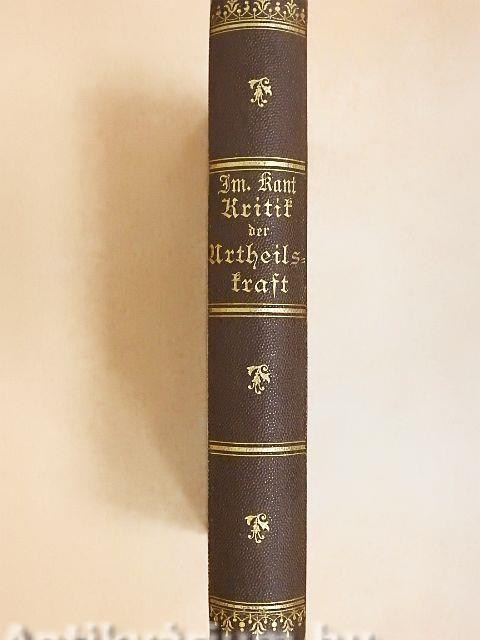 Im. Kant
Kritik
der
Urtheils=
kraft